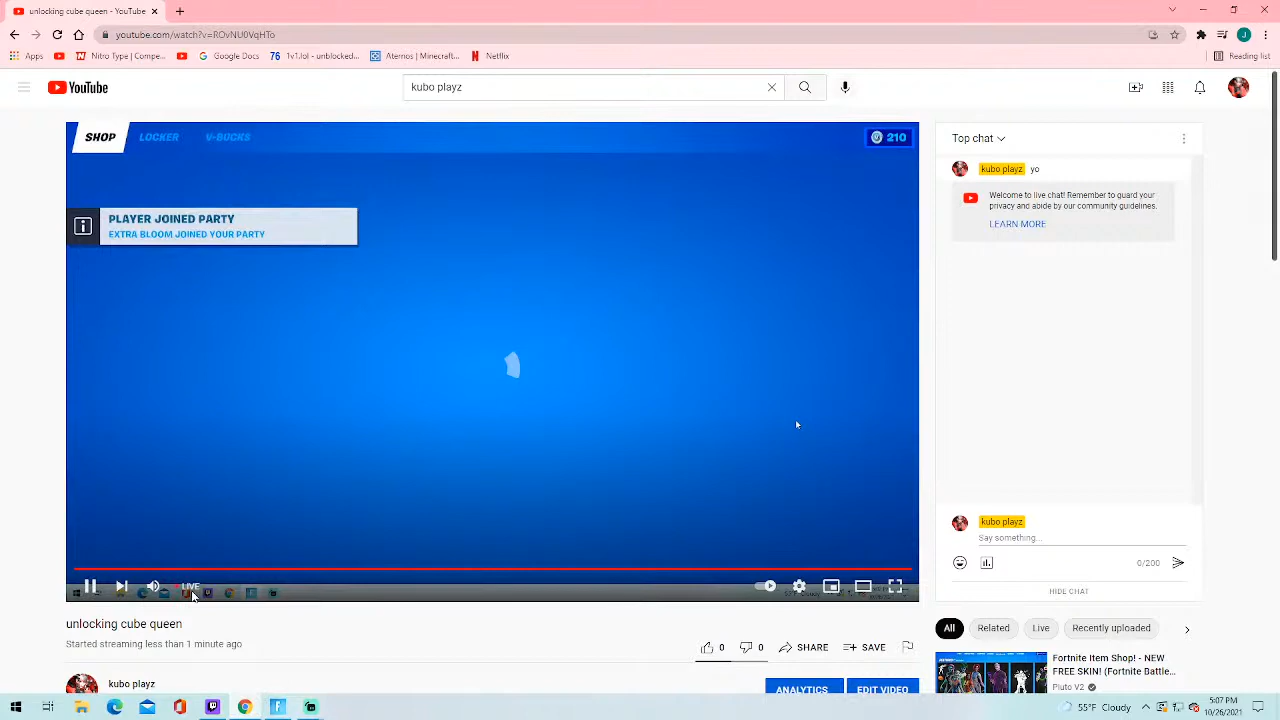 unlocking cube queen - YouTube
youtube.com/watch?v=ROvNU0VqHTo
Apps
Nitro Type | Compe...
Google Docs
76 1v1.lol - unblocked...
Aternos | Minecraft...
Netflix
Reading list
YouTube
kubo playz
SHOP
LOCKER
V-BUCKS
210
PLAYER JOINED PARTY
EXTRA BLOOM JOINED YOUR PARTY
LIVE
Top chat
kubo playz yo
Welcome to live chat! Remember to guard your
privacy and abide by our community guidelines.
LEARN MORE
kubo playz
Say something...
0/200
HIDE CHAT
unlocking cube queen
Started streaming less than 1 minute ago
0
0
SHARE
SAVE
kubo playz
ANALYTICS
EDIT VIDEO
All
Related
Live
Recently uploaded
Fortnite Item Shop! - NEW
FREE SKIN! (Fortnite Battle...
Pluto V2
55°F Cloudy
5:07 PM
10/26/2021